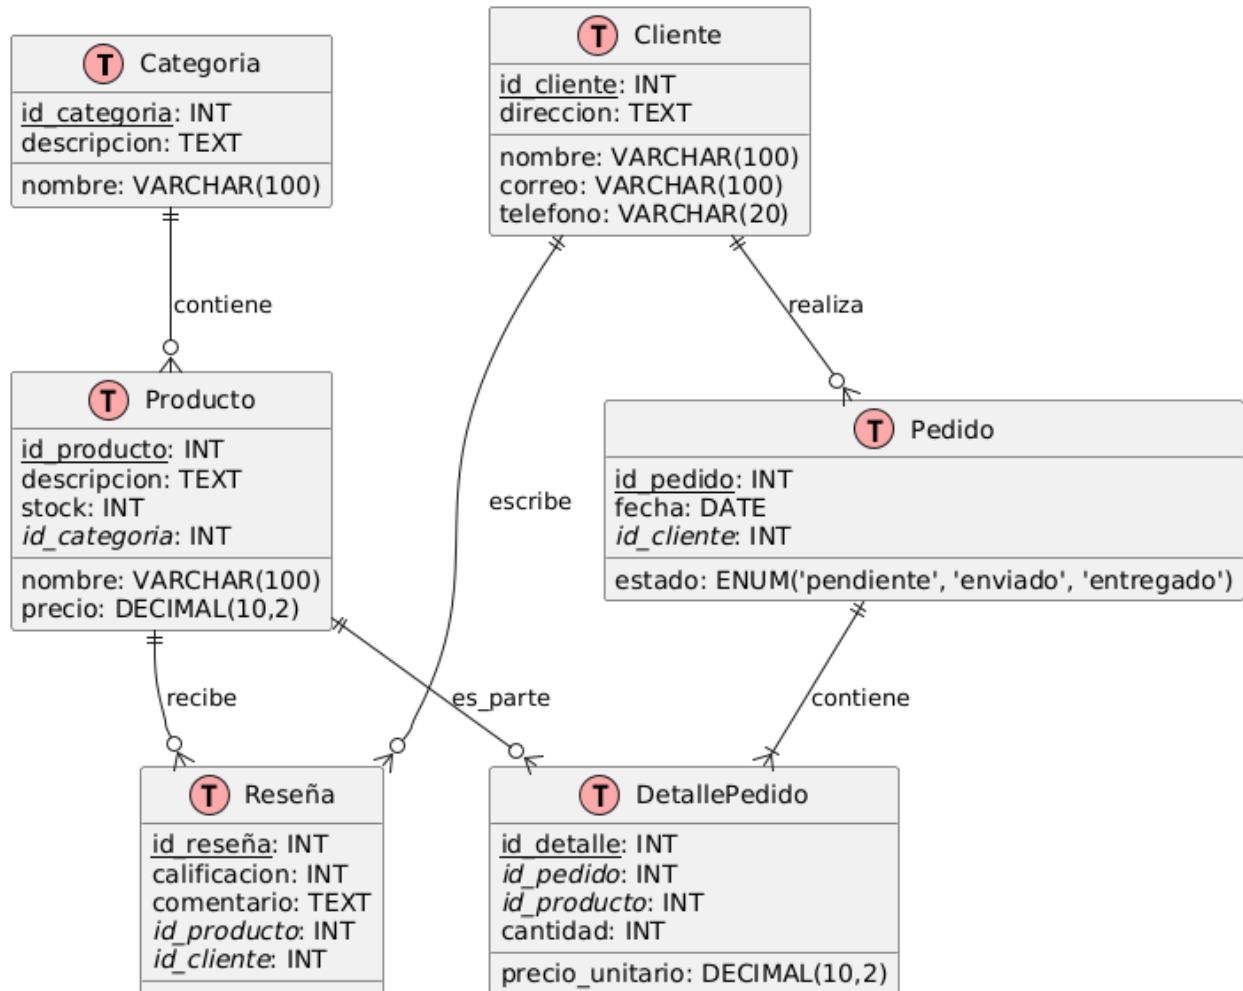 T Categoria
id_categoria: INT
descripcion: TEXT
nombre: VARCHAR(100)
T Cliente
id_cliente: INT
direccion: TEXT
nombre: VARCHAR(100)
correo: VARCHAR(100)
telefono: VARCHAR(20)
contiene
realiza
T Producto
id_producto: INT
descripcion: TEXT
stock: INT
id_categoria: INT
nombre: VARCHAR(100)
precio: DECIMAL(10,2)
escribe
T Pedido
id_pedido: INT
fecha: DATE
id_cliente: INT
estado: ENUM('pendiente', 'enviado', 'entregado')
recibe
es_parte
contiene
T Reseña
id_reseña: INT
calificacion: INT
comentario: TEXT
id_producto: INT
id_cliente: INT
T DetallePedido
id_detalle: INT
id_pedido: INT
id_producto: INT
cantidad: INT
precio_unitario: DECIMAL(10,2)